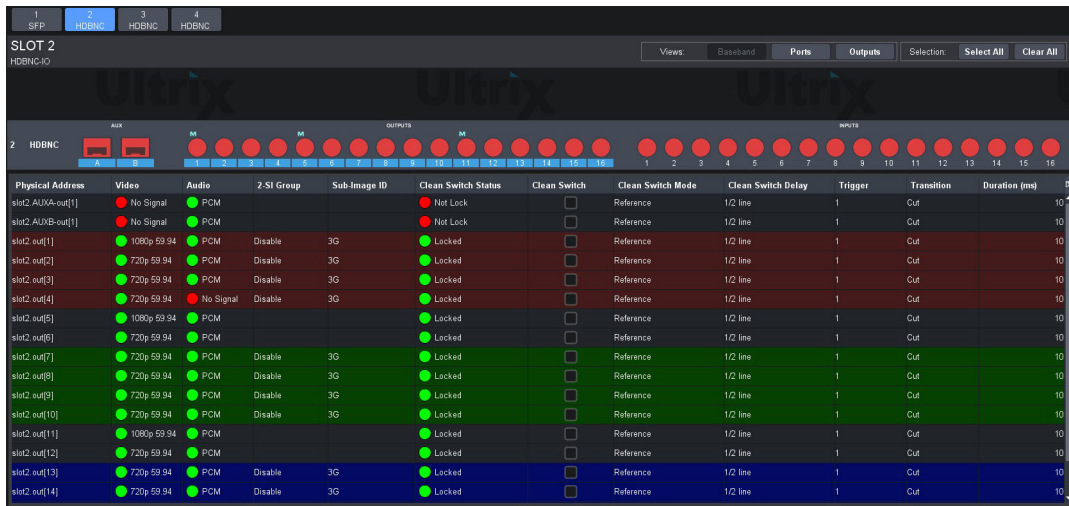 1 2 3 4
SFP HDBNC HDBNC HDBNC
SLOT 2
HDBNC-IO
Views: Baseband Ports Outputs Selection: Select All Clear All
Ultrix Ultrix Ultrix
AUX OUTPUTS INPUTS
M M M
2 HDBNC
A B 1 2 3 4 5 6 7 8 9 10 11 12 13 14 15 16 1 2 3 4 5 6 7 8 9 10 11 12 13 14 15 16
Physical Address Video Audio 2-SI Group Sub-Image ID Clean Switch Status Clean Switch Clean Switch Mode Clean Switch Delay Trigger Transition Duration (ms)
slot2.AUXA-out[1] No Signal PCM Not Lock Reference 1/2 line 1 Cut 10
slot2.AUXB-out[1] No Signal PCM Not Lock Reference 1/2 line 1 Cut 10
slot2.out[1] 1080p 59.94 PCM Disable 3G Locked Reference 1/2 line 1 Cut 10
slot2.out[2] 720p 59.94 PCM Disable 3G Locked Reference 1/2 line 1 Cut 10
slot2.out[3] 720p 59.94 PCM Disable 3G Locked Reference 1/2 line 1 Cut 10
slot2.out[4] 720p 59.94 No Signal Disable 3G Locked Reference 1/2 line 1 Cut 10
slot2.out[5] 1080p 59.94 PCM Locked Reference 1/2 line 1 Cut 10
slot2.out[6] 720p 59.94 PCM Locked Reference 1/2 line 1 Cut 10
slot2.out[7] 720p 59.94 PCM Disable 3G Locked Reference 1/2 line 1 Cut 10
slot2.out[8] 720p 59.94 PCM Disable 3G Locked Reference 1/2 line 1 Cut 10
slot2.out[9] 720p 59.94 PCM Disable 3G Locked Reference 1/2 line 1 Cut 10
slot2.out[10] 720p 59.94 PCM Disable 3G Locked Reference 1/2 line 1 Cut 10
slot2.out[11] 1080p 59.94 PCM Locked Reference 1/2 line 1 Cut 10
slot2.out[12] 720p 59.94 PCM Locked Reference 1/2 line 1 Cut 10
slot2.out[13] 720p 59.94 PCM Disable 3G Locked Reference 1/2 line 1 Cut 10
slot2.out[14] 720p 59.94 PCM Disable 3G Locked Reference 1/2 line 1 Cut 10